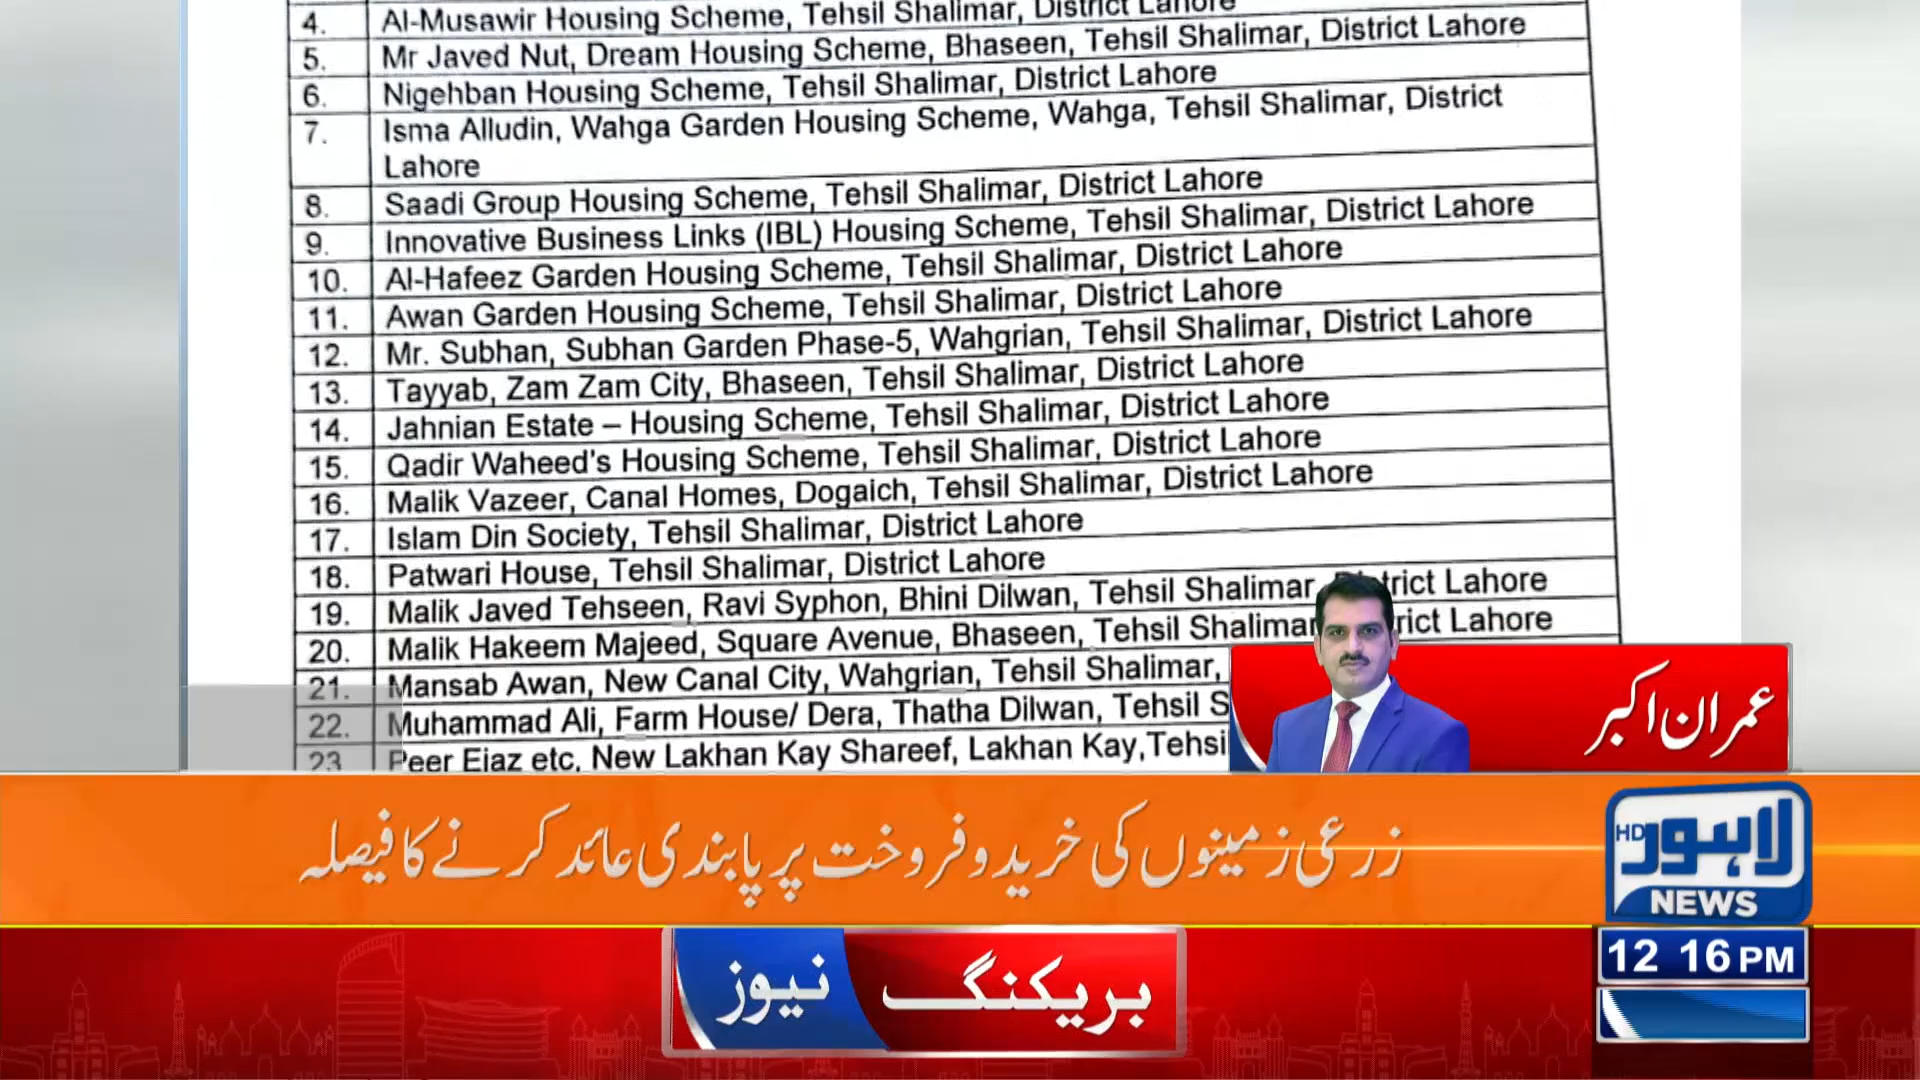 4. Al-Musawir Housing Scheme, Tehsil Shalimar, District Lahore
5. Mr Javed Nut, Dream Housing Scheme, Bhaseen, Tehsil Shalimar, District Lahore
6. Nigehban Housing Scheme, Tehsil Shalimar, District Lahore
7. Isma Alludin, Wahga Garden Housing Scheme, Wahga, Tehsil Shalimar, District
Lahore
8. Saadi Group Housing Scheme, Tehsil Shalimar, District Lahore
9. Innovative Business Links (IBL) Housing Scheme, Tehsil Shalimar, District Lahore
10. Al-Hafeez Garden Housing Scheme, Tehsil Shalimar, District Lahore
11. Awan Garden Housing Scheme, Tehsil Shalimar, District Lahore
12. Mr. Subhan, Subhan Garden Phase-5, Wahgrian, Tehsil Shalimar, District Lahore
13. Tayyab, Zam Zam City, Bhaseen, Tehsil Shalimar, District Lahore
14. Jahnian Estate – Housing Scheme, Tehsil Shalimar, District Lahore
15. Qadir Waheed's Housing Scheme, Tehsil Shalimar, District Lahore
16. Malik Vazeer, Canal Homes, Dogaich, Tehsil Shalimar, District Lahore
17. Islam Din Society, Tehsil Shalimar, District Lahore
18. Patwari House, Tehsil Shalimar, District Lahore
19. Malik Javed Tehseen, Ravi Syphon, Bhini Dilwan, Tehsil Shalimar, District Lahore
20. Malik Hakeem Majeed, Square Avenue, Bhaseen, Tehsil Shalimar rict Lahore
21. Mansab Awan, New Canal City, Wahgrian, Tehsil Shalimar,
22. Muhammad Ali, Farm House/ Dera, Thatha Dilwan, Tehsil S
23 Peer Ejaz etc, New Lakhan Kay Shareef, Lakhan Kay,Tehsi
عمران اکبر
زرعی زمینوں کی خرید و فروخت پر پابندی عائد کرنے کا فیصلہ
لاہور HD
NEWS
بریکنگ نیوز
12 16 PM